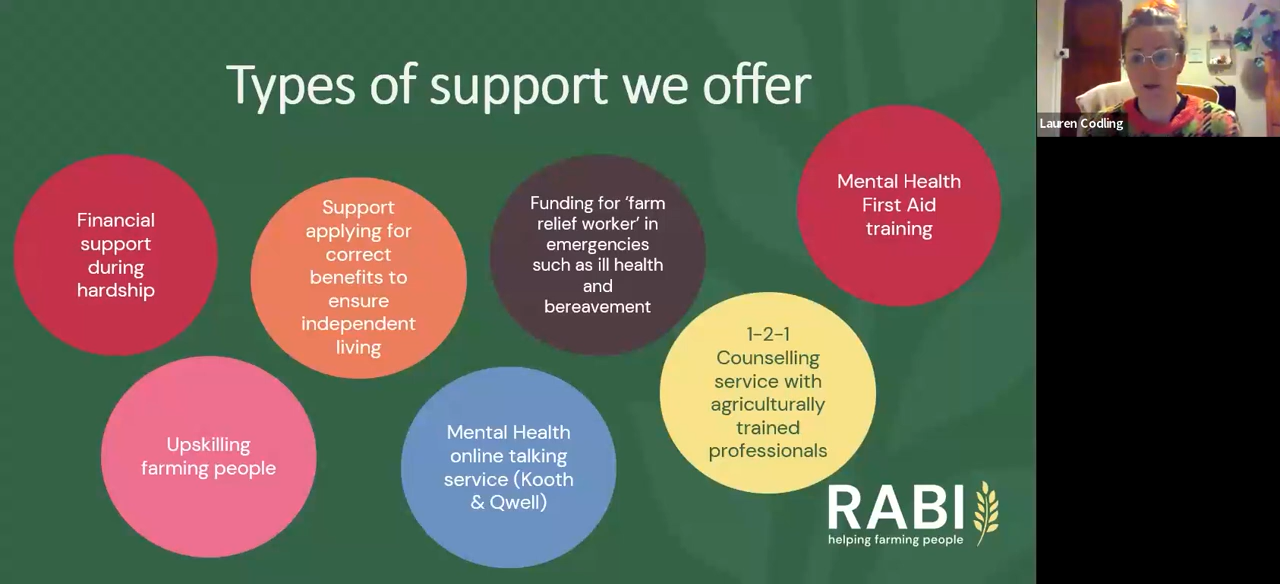 Types of support we offer
Financial
support
during
hardship
Support
applying for
correct
benefits to
ensure
independent
living
Funding for ‘farm
relief worker’ in
emergencies
such as ill health
and
bereavement
Mental Health
First Aid
training
Upskilling
farming people
Mental Health
online talking
service (Kooth
& Qwell)
1-2-1
Counselling
service with
agriculturally
trained
professionals
RABI
helping farming people
Lauren Codling